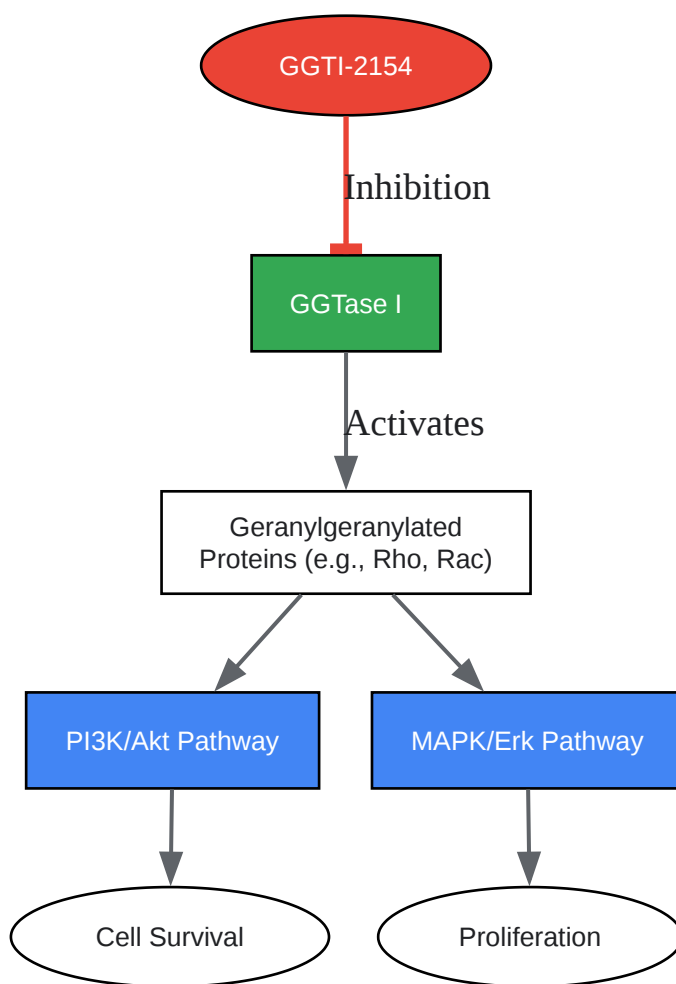 GGTI-2154
Inhibition
GGTase I
Activates
Geranylgeranylated
Proteins (e.g., Rho, Rac)
PI3K/Akt Pathway
MAPK/Erk Pathway
Cell Survival
Proliferation